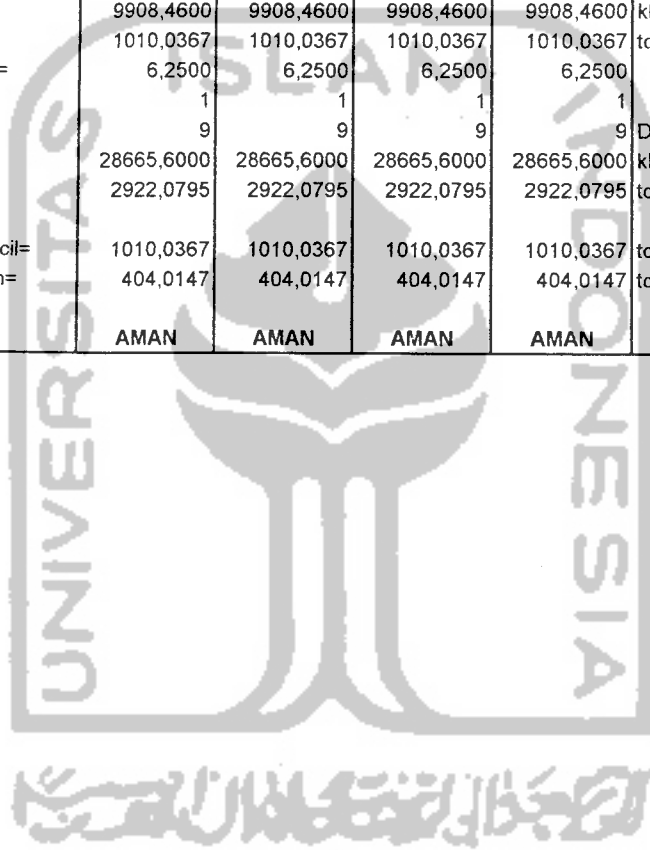 9908,4600 9908,4600 9908,4600 9908,4600
1010,0367 1010,0367 1010,0367 1010,0367
= 6,2500 6,2500 6,2500 6,2500
1 1 1 1
9 9 9 9 D
28665,6000 28665,6000 28665,6000 28665,6000
2922,0795 2922,0795 2922,0795 2922,0795
cil= 1010,0367 1010,0367 1010,0367 1010,0367
= 404,0147 404,0147 404,0147 404,0147
AMAN AMAN AMAN AMAN
UNIVERSITAS
ISLAM
INDONESIA